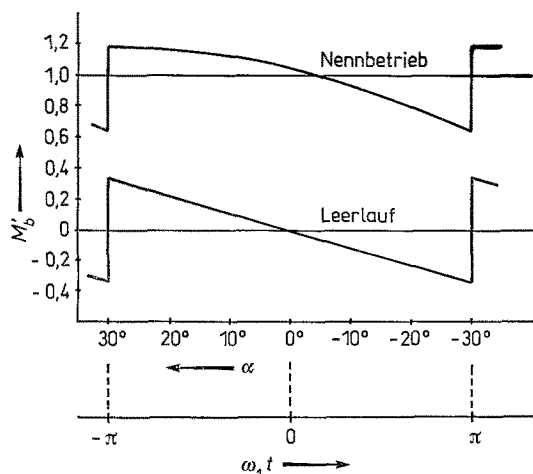 1,2
Nennbetrieb
1,0
0,8
0,6
0,4
0,2
Leerlauf
0
- 0,2
- 0,4
M'b
30° 20° 10° 0° -10° -20° -30°
α
-π 0 π
ω₁ t